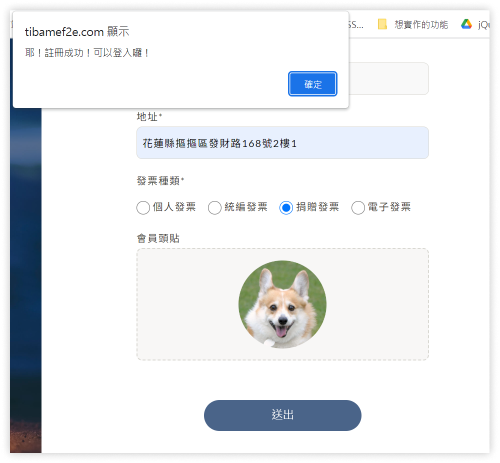 tibamef2e.com 顯示
耶！註冊成功！可以登入囉！
確定
SS...
想實作的功能
jQu
地址*
花蓮縣摳摳區發財路168號2樓1
發票種類*
個人發票
統編發票
捐贈發票
電子發票
會員頭貼
送出